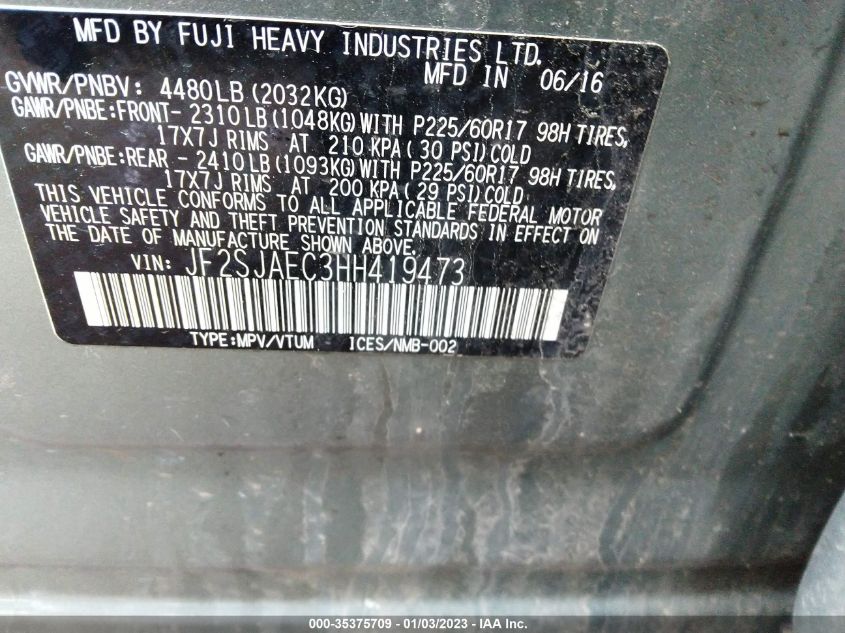 MFD BY FUJI HEAVY INDUSTRIES LTD.
MFD IN 06/16
GVWR/PNBV: 4480LB(2032KG)
GAWR/PNBE:FRONT- 2310LB(1048KG)WITH P225/60R17 98H TIRES,
17X7J RIMS AT 210 KPA( 30 PSI)COLD
GAWR/PNBE:REAR - 2410LB(1093KG)WITH P225/60R17 98H TIRES,
17X7J RIMS AT 200 KPA( 29 PSI)COLD
THIS VEHICLE CONFORMS TO ALL APPLICABLE FEDERAL MOTOR
VEHICLE SAFETY AND THEFT PREVENTION STANDARDS IN EFFECT ON
THE DATE OF MANUFACTURE SHOWN ABOVE.
VIN: JF2SJAEC3HH419473
TYPE:MPV/VTUM ICES/NMB-002
000-35375709 - 01/03/2023 - IAA Inc.